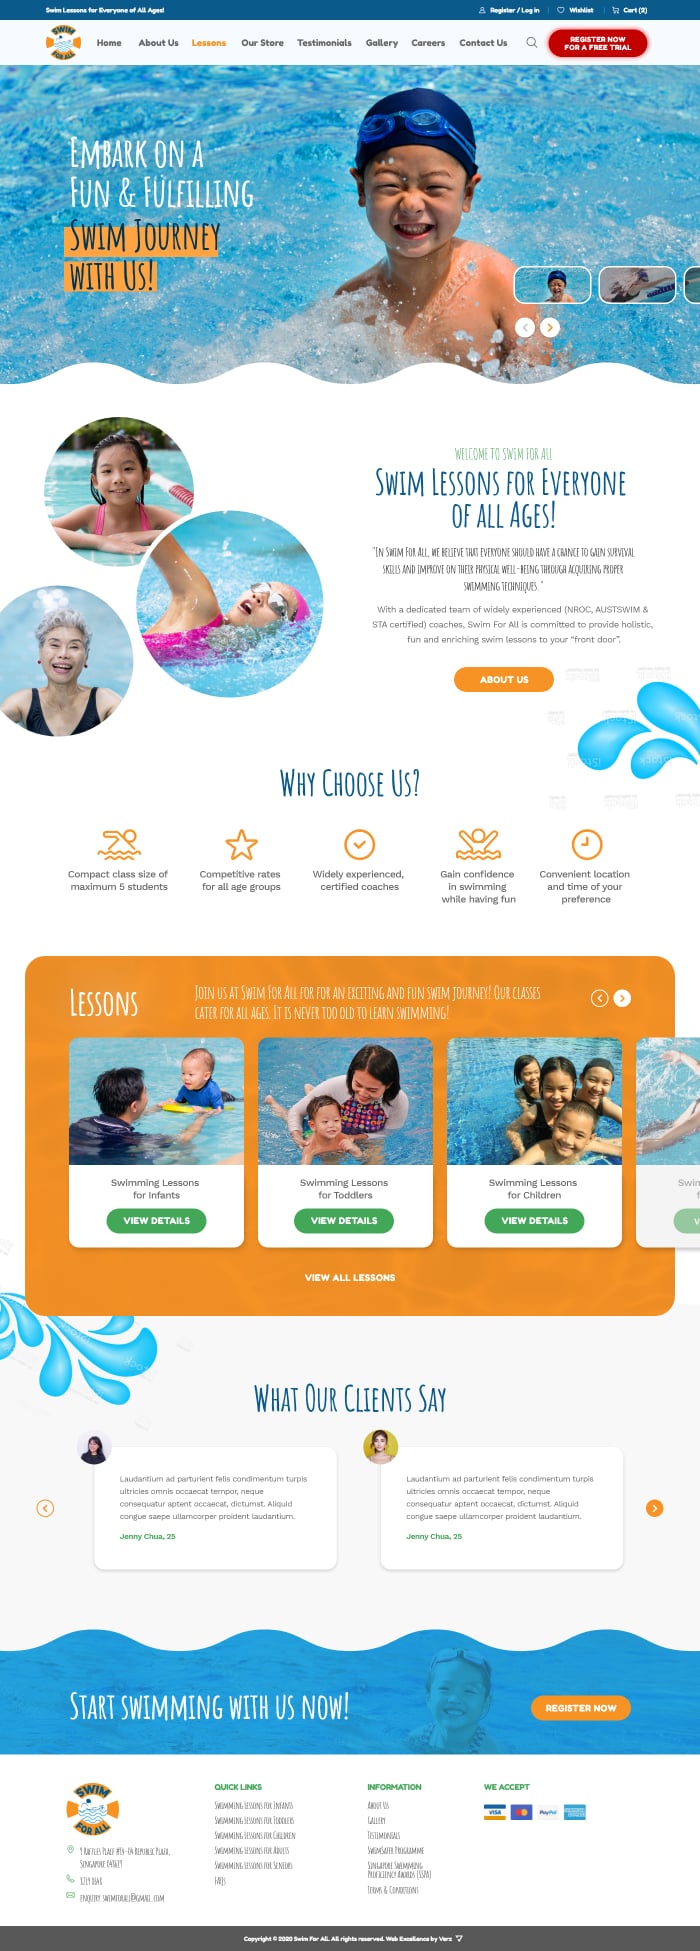 Swim Lessons for Everyone of All Ages!
Register / Log in
Wishlist
Cart (2)
SWIM
FOR ALL
Home
About Us
Lessons
Our Store
Testimonials
Gallery
Careers
Contact Us
REGISTER NOW
FOR A FREE TRIAL
Embark on a
Fun & Fulfilling
Swim Journey
with Us!
Welcome to Swim For All
Swim Lessons for Everyone
of all Ages!
"In Swim For All, we believe that everyone should have a chance to gain survival
skills and improve on their physical well-being through acquiring proper
swimming techniques."
With a dedicated team of widely experienced (NROC, AUSTSWIM &
STA certified) coaches, Swim For All is committed to provide holistic,
fun and enriching swim lessons to your “front door”.
ABOUT US
iStock
Why Choose Us?
Compact class size of
maximum 5 students
Competitive rates
for all age groups
Widely experienced,
certified coaches
Gain confidence
in swimming
while having fun
Convenient location
and time of your
preference
Lessons
Join us at Swim For All for for an exciting and fun swim journey! Our classes
cater for all ages. It is never too old to learn swimming!
Swimming Lessons
for Infants
VIEW DETAILS
Swimming Lessons
for Toddlers
VIEW DETAILS
Swimming Lessons
for Children
VIEW DETAILS
VIEW ALL LESSONS
What Our Clients Say
Laudantium ad parturient felis condimentum turpis
ultricies omnis occaecat tempor, neque
consequatur aptent occaecat, dictumst. Aliquid
congue saepe ullamcorper proident laudantium.
Jenny Chua, 25
Laudantium ad parturient felis condimentum turpis
ultricies omnis occaecat tempor, neque
consequatur aptent occaecat, dictumst. Aliquid
congue saepe ullamcorper proident laudantium.
Jenny Chua, 25
Start swimming with us now!
REGISTER NOW
SWIM
FOR ALL
9 Raffles Place #19-04 Republic Plaza,
Singapore 049619
enquiry.swimforall@gmail.com
QUICK LINKS
Swimming lessons for Infants
Swimming lessons for Toddlers
Swimming lessons for Children
Swimming lessons for Adults
Swimming lessons for Seniors
FAQs
INFORMATION
About Us
Gallery
Testimonials
SwimSafer Programme
Singapore Swimming
Proficiency Awards (SSPA)
Terms & Conditions
WE ACCEPT
VISA
PayPal
Copyright © 2020 Swim For All. All rights reserved. Web Excellence by Verz